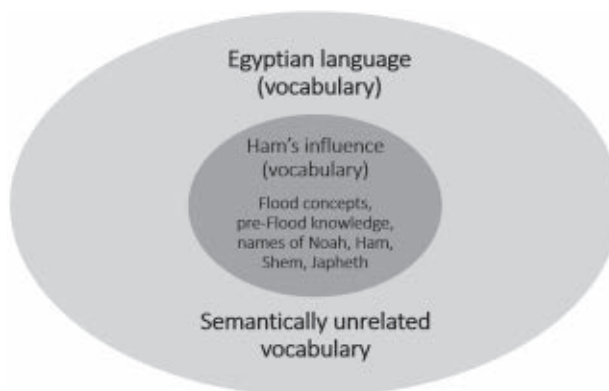 Egyptian language
(vocabulary)
Ham's influence
(vocabulary)
Flood concepts,
pre-Flood knowledge,
names of Noah, Ham,
Shem, Japheth
Semantically unrelated
vocabulary